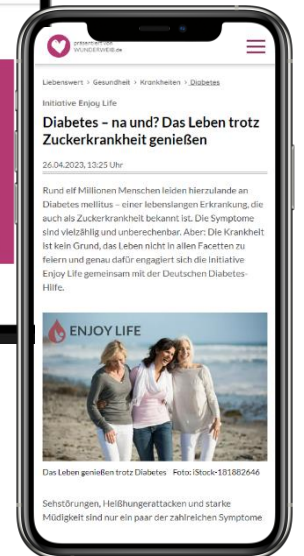 präsentiert von
WUNDERWEIB.de
Liebenswert > Gesundheit > Krankheiten > Diabetes
Initiative Enjoy Life
Diabetes – na und? Das Leben trotz
Zuckerkrankheit genießen
26.04.2023, 13:25 Uhr
Rund elf Millionen Menschen leiden hierzulande an
Diabetes mellitus – einer lebenslangen Erkrankung, die
auch als Zuckerkrankheit bekannt ist. Die Symptome
sind vielzählig und unberechenbar. Aber: Die Krankheit
ist kein Grund, das Leben nicht in allen Facetten zu
feiern und genau dafür engagiert sich die Initiative
Enjoy Life gemeinsam mit der Deutschen Diabetes-
Hilfe.
ENJOY LIFE
Das Leben genießen trotz Diabetes Foto: iStock-181882646
Sehstörungen, Heißhungerattacken und starke
Müdigkeit sind nur ein paar der zahlreichen Symptome